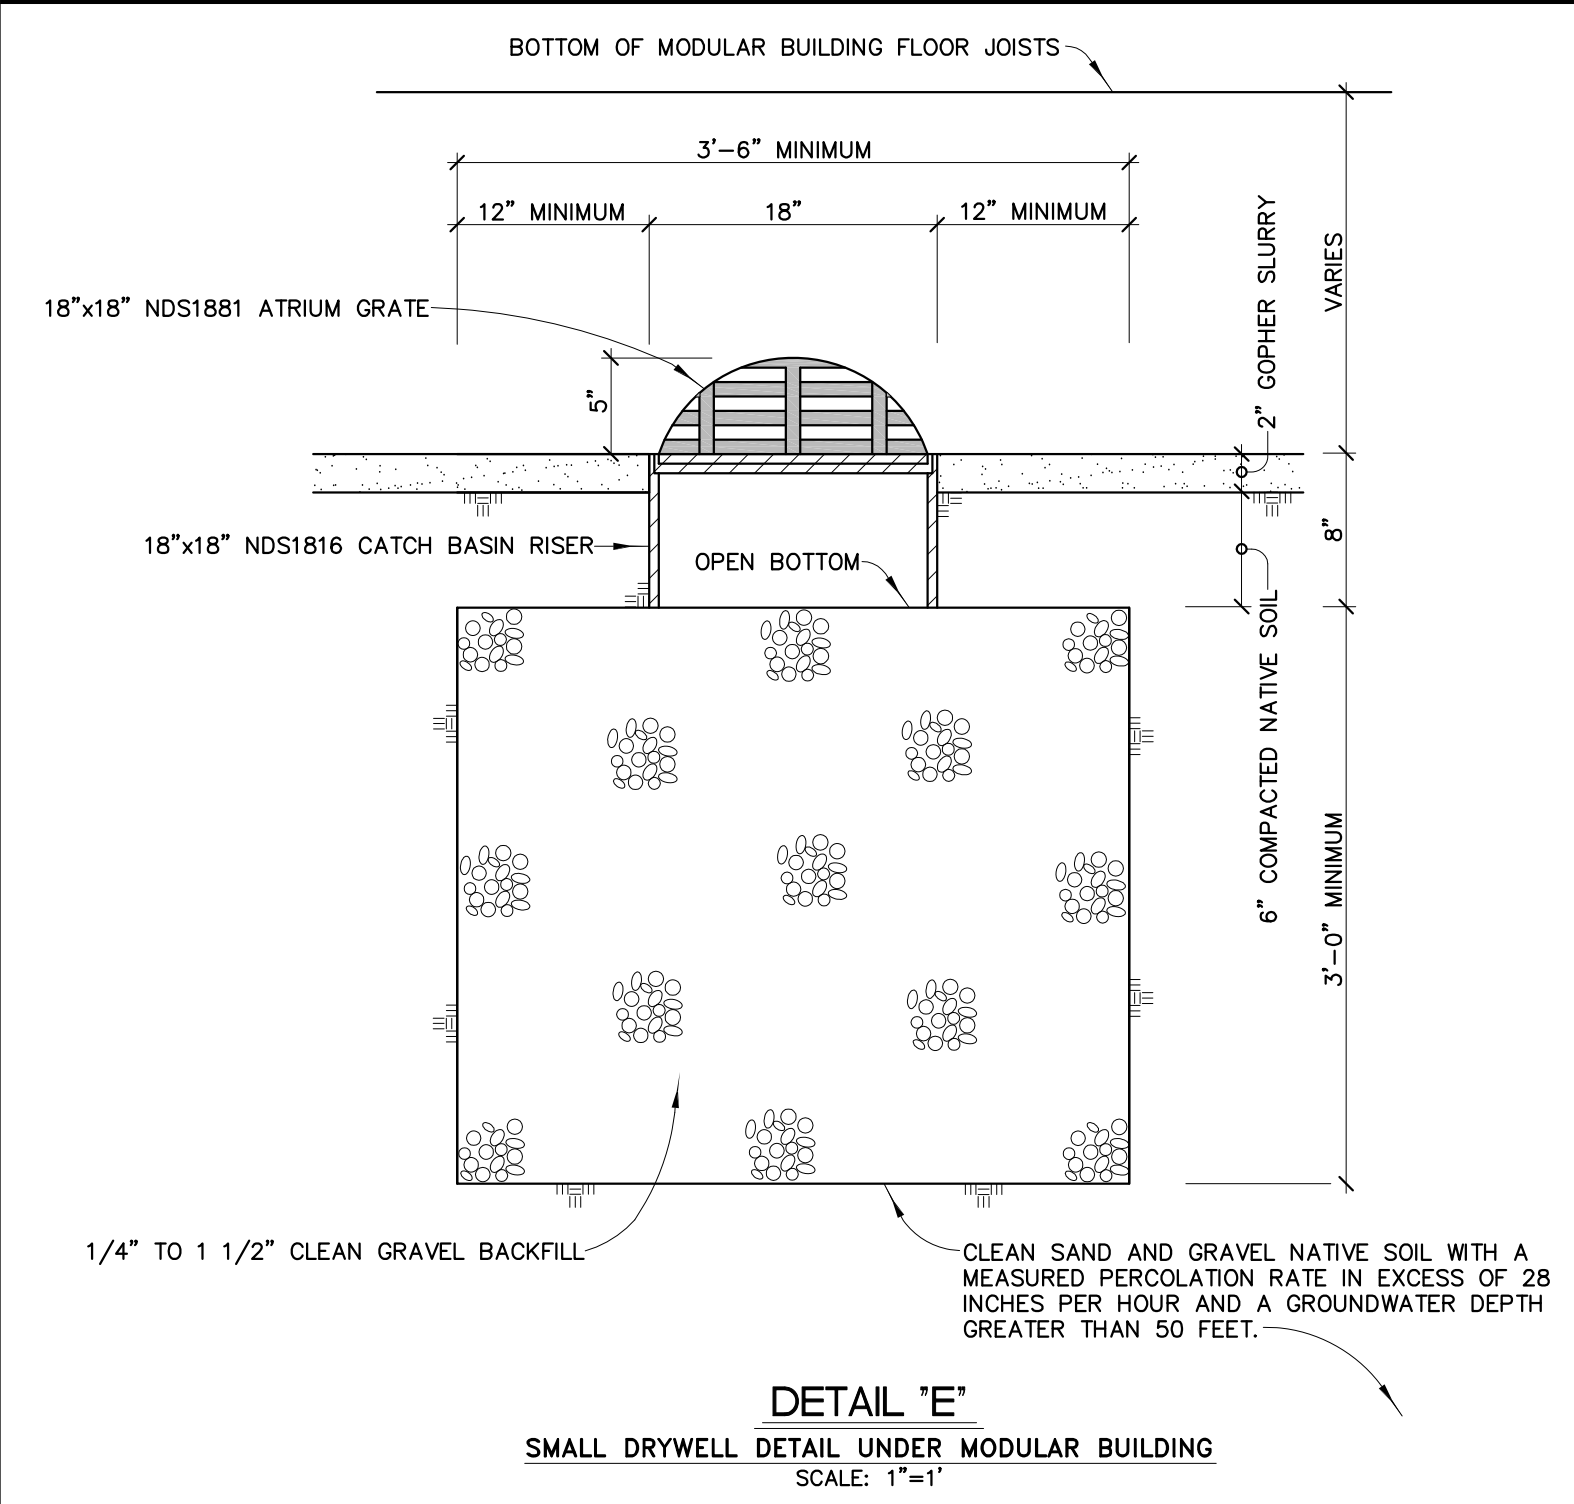 BOTTOM OF MODULAR BUILDING FLOOR JOISTS
3'-6" MINIMUM
12" MINIMUM
18"
12" MINIMUM
2" GOPHER SLURRY
VARIES
18"x18" NDS1881 ATRIUM GRATE
5"
18"x18" NDS1816 CATCH BASIN RISER
OPEN BOTTOM
8"
6" COMPACTED NATIVE SOIL
3'-0" MINIMUM
1/4" TO 1 1/2" CLEAN GRAVEL BACKFILL
CLEAN SAND AND GRAVEL NATIVE SOIL WITH A
MEASURED PERCOLATION RATE IN EXCESS OF 28
INCHES PER HOUR AND A GROUNDWATER DEPTH
GREATER THAN 50 FEET.
DETAIL "E"
SMALL DRYWELL DETAIL UNDER MODULAR BUILDING
SCALE: 1"=1'